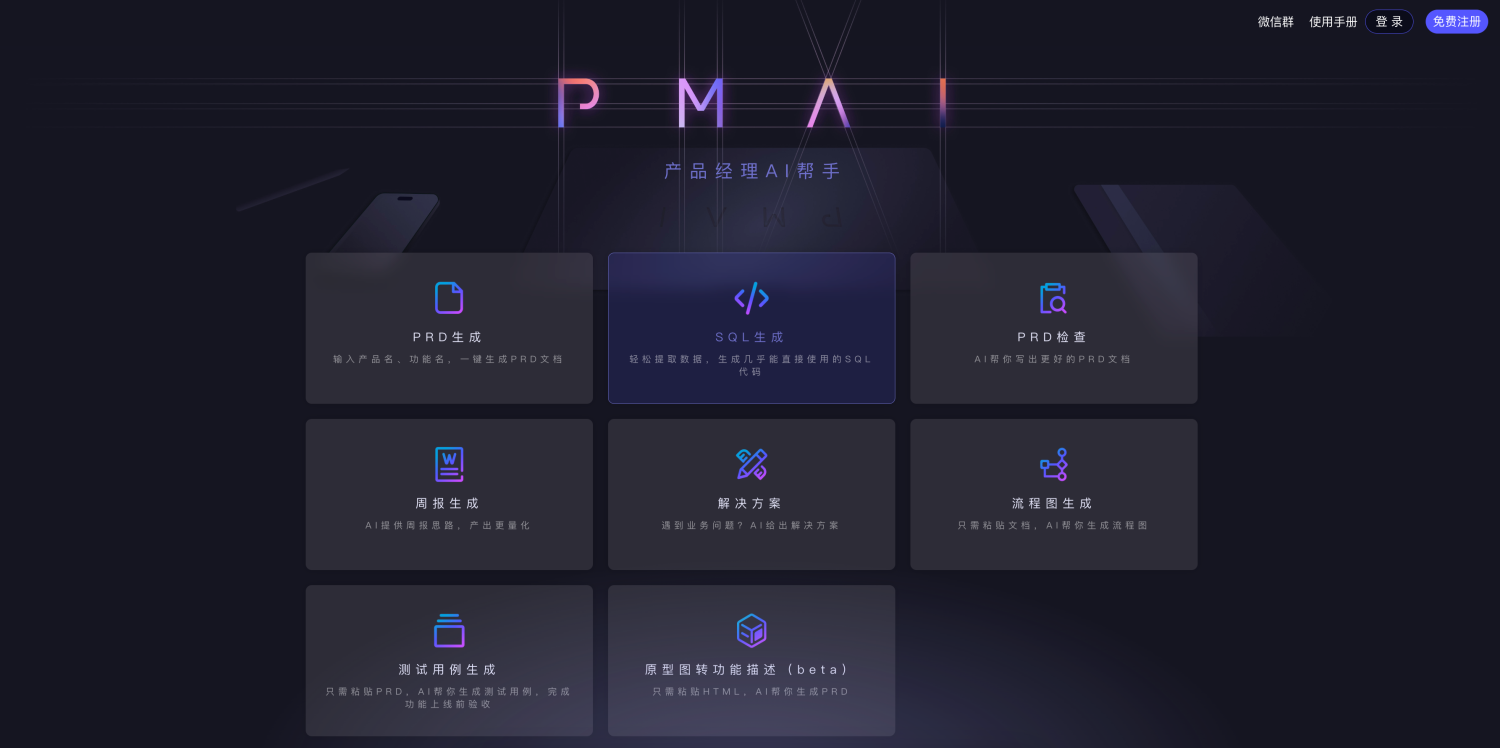 微信群 使用手册 登 录 免费注册
PMAI
产品经理AI帮手
PRD生成
输入产品名、功能名，一键生成PRD文档
SQL生成
轻松提取数据，生成几乎能直接使用的SQL
代码
PRD检查
AI帮你写出更好的PRD文档
周报生成
AI提供周报思路，产出更量化
解决方案
遇到业务问题？AI给出解决方案
流程图生成
只需粘贴文档，AI帮你生成流程图
测试用例生成
只需粘贴PRD，AI帮你生成测试用例，完成
功能上线前验收
原型图转功能描述（beta）
只需粘贴HTML，AI帮你生成PRD